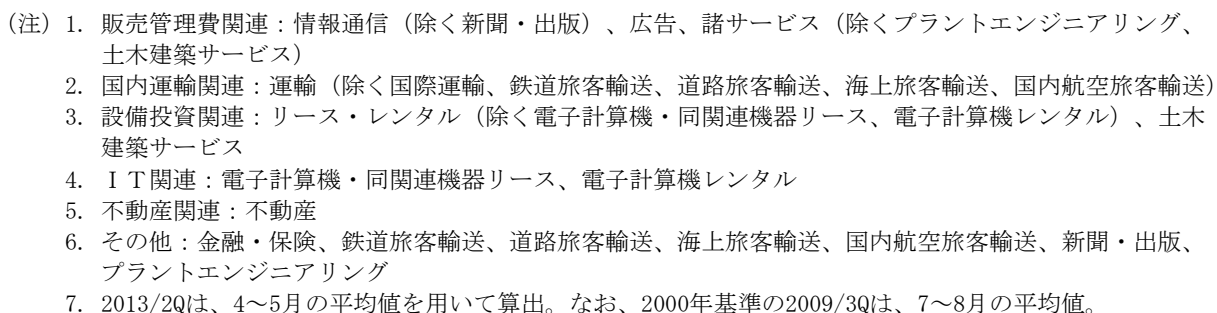 （注）1. 販売管理費関連：情報通信（除く新聞・出版）、広告、諸サービス（除くプラントエンジニアリング、
土木建築サービス）
2. 国内運輸関連：運輸（除く国際運輸、鉄道旅客輸送、道路旅客輸送、海上旅客輸送、国内航空旅客輸送）
3. 設備投資関連：リース・レンタル（除く電子計算機・同関連機器リース、電子計算機レンタル）、土木
建築サービス
4. ＩＴ関連：電子計算機・同関連機器リース、電子計算機レンタル
5. 不動産関連：不動産
6. その他：金融・保険、鉄道旅客輸送、道路旅客輸送、海上旅客輸送、国内航空旅客輸送、新聞・出版、
プラントエンジニアリング
7. 2013/2Qは、4～5月の平均値を用いて算出。なお、2000年基準の2009/3Qは、7～8月の平均値。